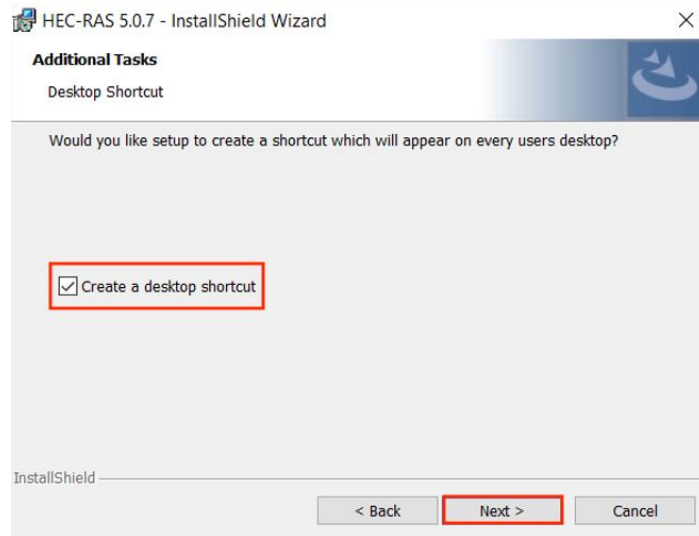 HEC-RAS 5.0.7 - InstallShield Wizard
Additional Tasks
Desktop Shortcut
Would you like setup to create a shortcut which will appear on every users desktop?
Create a desktop shortcut
InstallShield
< Back Next > Cancel